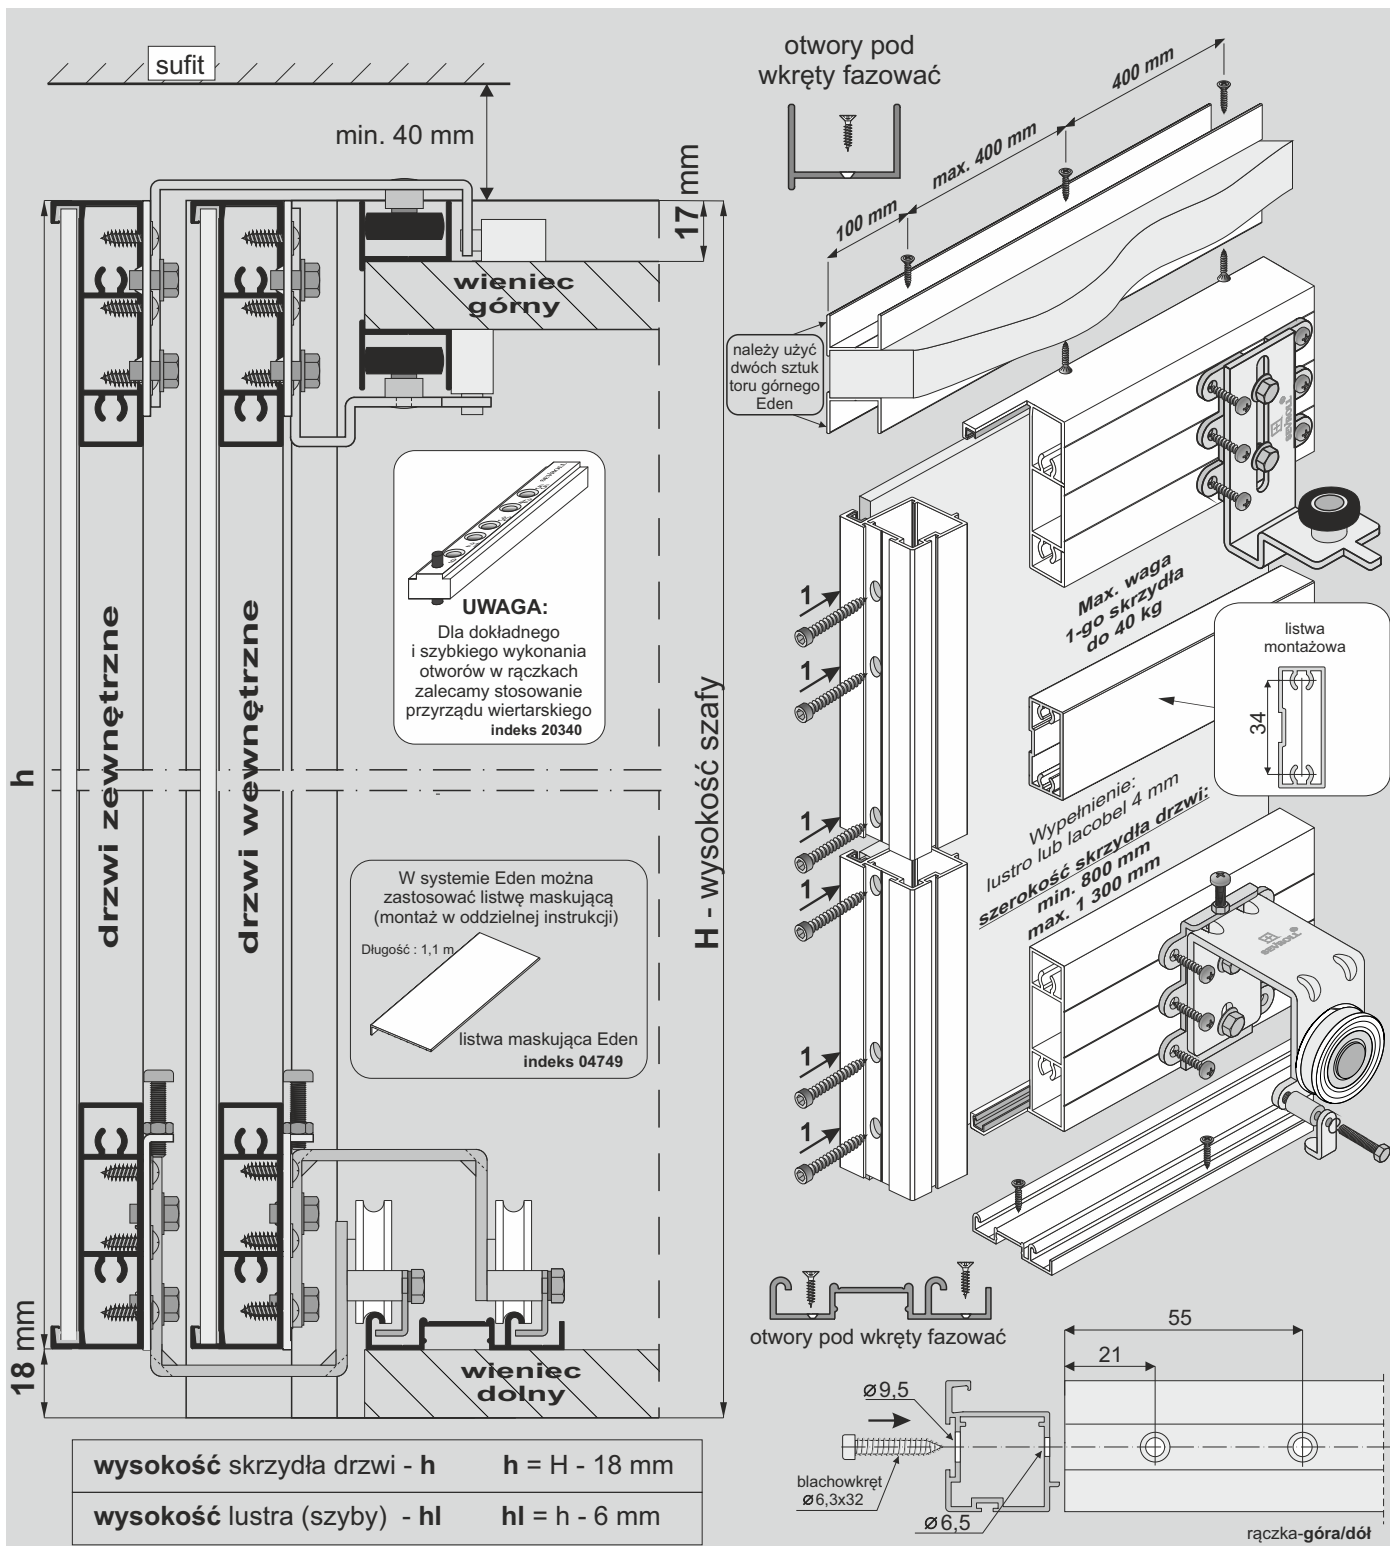 sufit
min. 40 mm
17 mm
wieniec
górny
h
drzwi zewnętrzne
drzwi wewnętrzne
UWAGA:
Dla dokładnego
i szybkiego wykonania
otworów w rączkach
zalecamy stosowanie
przyrządu wiertarskiego
indeks 20340
W systemie Eden można
zastosować listwę maskującą
(montaż w oddzielnej instrukcji)
Długość : 1,1 m
listwa maskująca Eden
indeks 04749
H - wysokość szafy
18 mm
wieniec
dolny
wysokość skrzydła drzwi - h h = H - 18 mm
wysokość lustra (szyby) - hl hl = h - 6 mm
otwory pod
wkręty fazować
100 mm
max. 400 mm
400 mm
należy użyć
dwóch sztuk
toru górnego
Eden
SEVROLL®
Max. waga
1-go skrzydła
do 40 kg
listwa
montażowa
34
1
1
1
1
1
1
Wypełnienie:
lustro lub lacobel 4 mm
szerokość skrzydła drzwi:
min. 800 mm
max. 1 300 mm
SEVROLL®
otwory pod wkręty fazować
55
21
ø9,5
blachowkręt
ø6,3x32
ø6,5
rączka-góra/dół